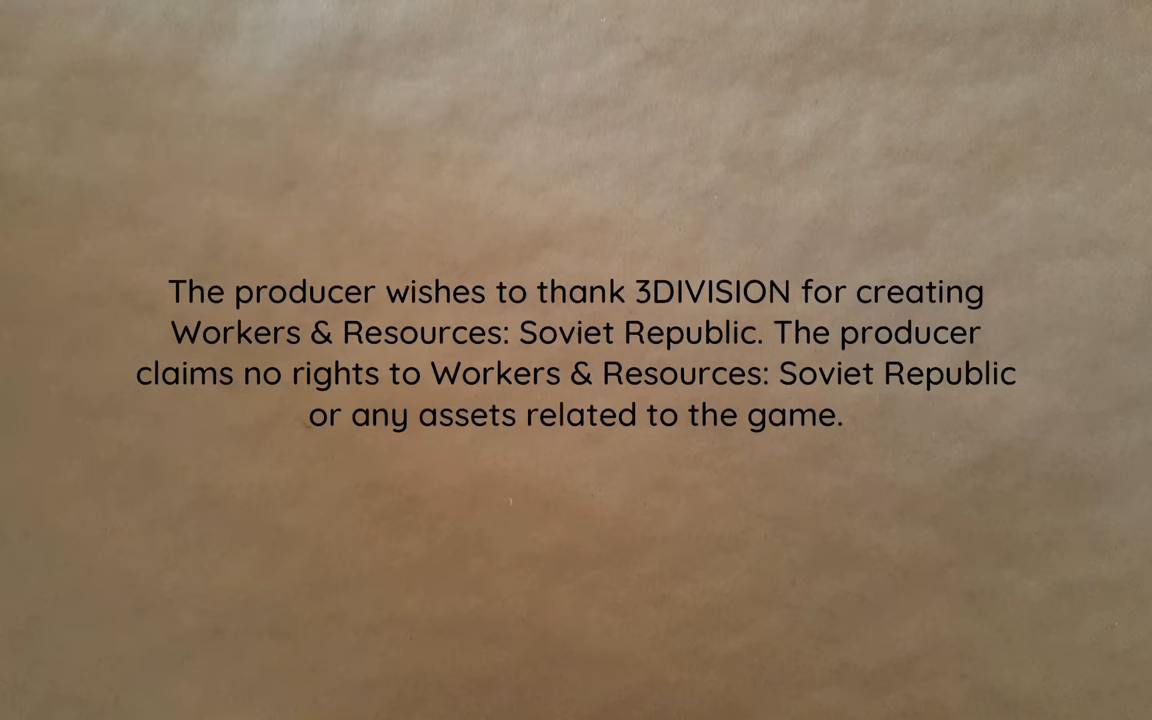 The producer wishes to thank 3DIVISION for creating
Workers & Resources: Soviet Republic. The producer
claims no rights to Workers & Resources: Soviet Republic
or any assets related to the game.